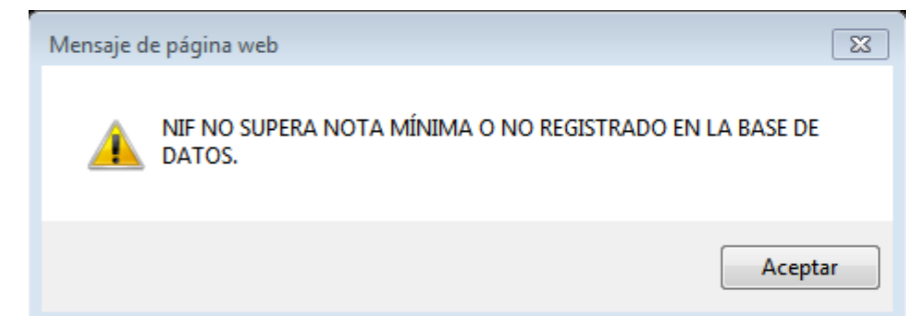 Mensaje de página web
NIF NO SUPERA NOTA MÍNIMA O NO REGISTRADO EN LA BASE DE
DATOS.
Aceptar